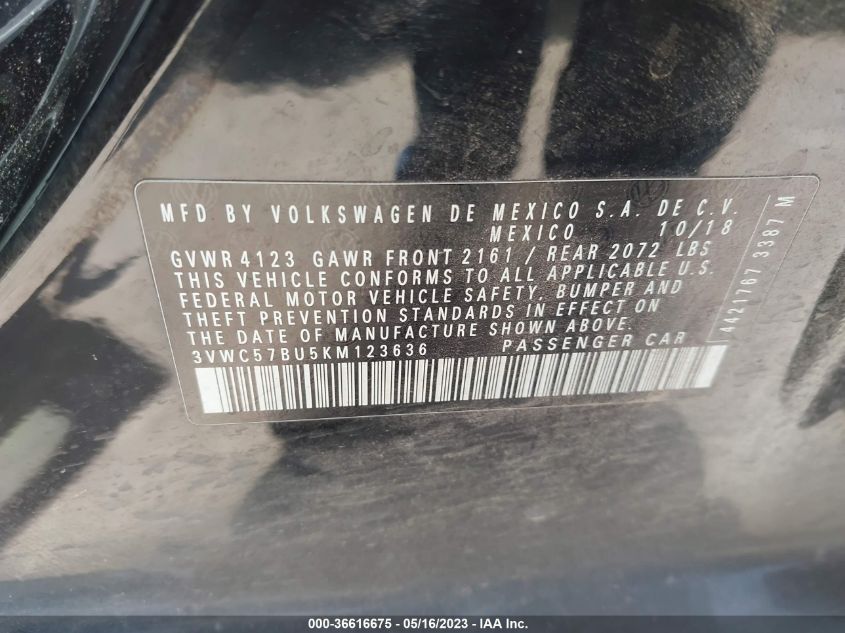 MFD BY VOLKSWAGEN DE MEXICO S.A. DE C.V.
MEXICO 10/18
GVWR 4123 GAWR FRONT 2161 / REAR 2072 LBS
THIS VEHICLE CONFORMS TO ALL APPLICABLE U.S.
FEDERAL MOTOR VEHICLE SAFETY, BUMPER AND
THEFT PREVENTION STANDARDS IN EFFECT ON
THE DATE OF MANUFACTURE SHOWN ABOVE.
3VWC57BU5KM123636 PASSENGER CAR
4421767 3387 M
000-36616675 - 05/16/2023 - IAA Inc.